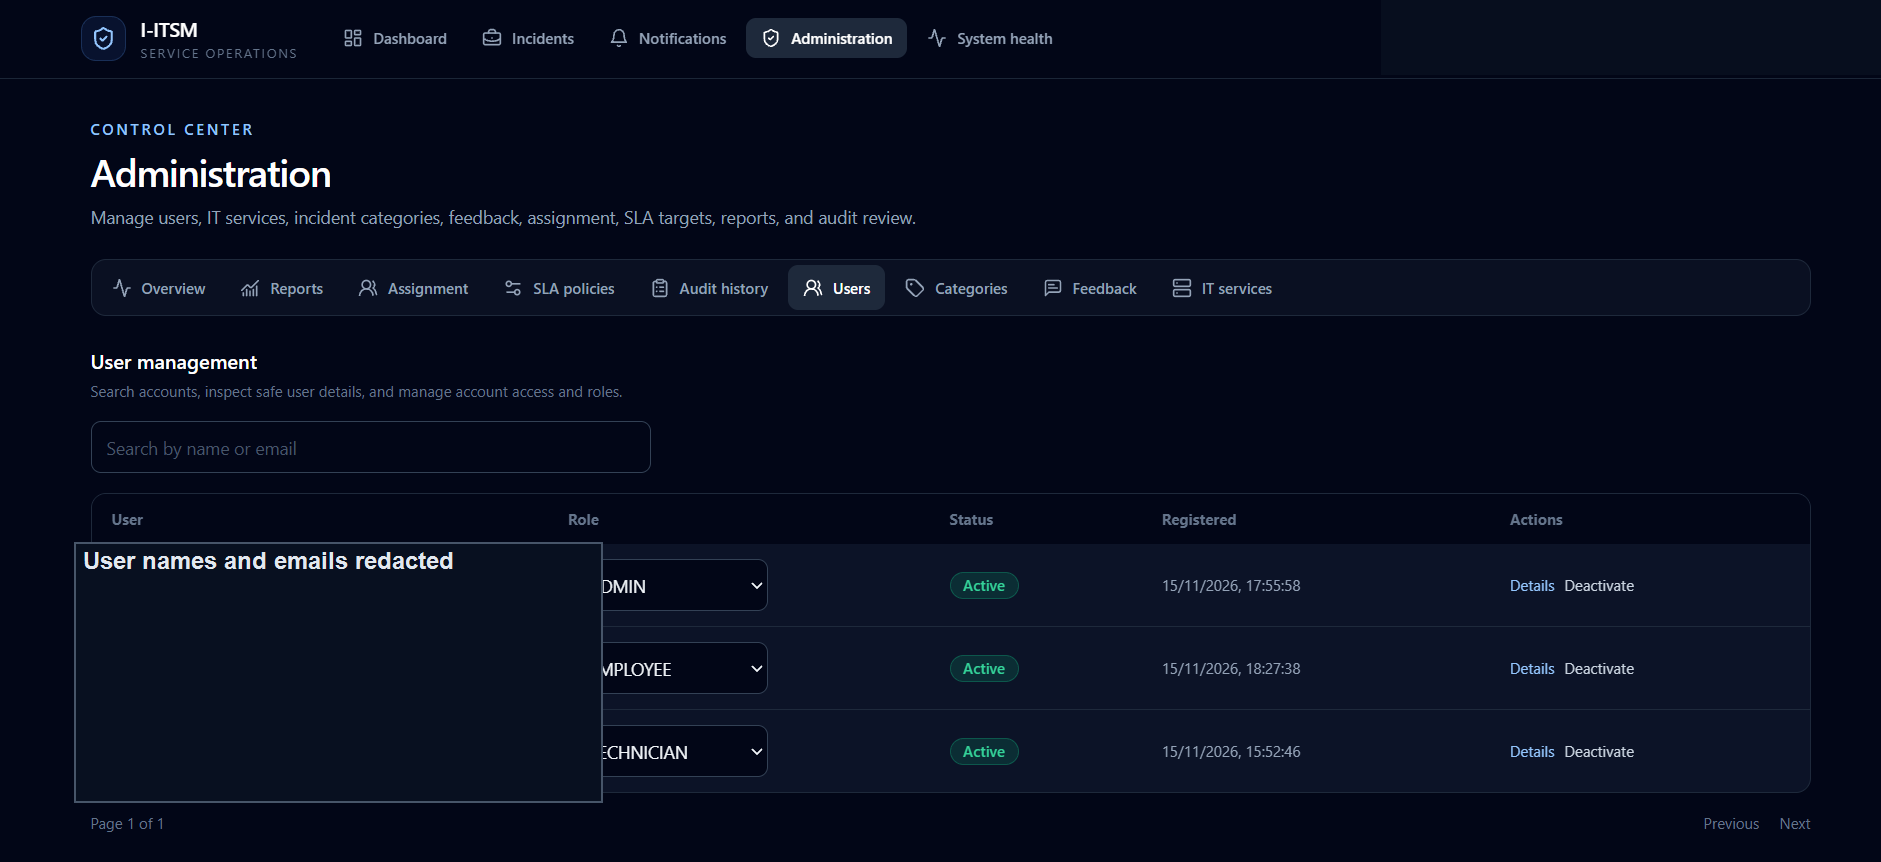 I-ITSM
SERVICE OPERATIONS
Dashboard
Incidents
Notifications
Administration
System health
CONTROL CENTER
Administration
Manage users, IT services, incident categories, feedback, assignment, SLA targets, reports, and audit review.
Overview
Reports
Assignment
SLA policies
Audit history
Users
Categories
Feedback
IT services
User management
Search accounts, inspect safe user details, and manage account access and roles.
Search by name or email
User Role Status Registered Actions
User names and emails redacted
DMIN Active 15/11/2026, 17:55:58 Details Deactivate
MPLOYEE Active 15/11/2026, 18:27:38 Details Deactivate
ECHNICIAN Active 15/11/2026, 15:52:46 Details Deactivate
Page 1 of 1
Previous Next